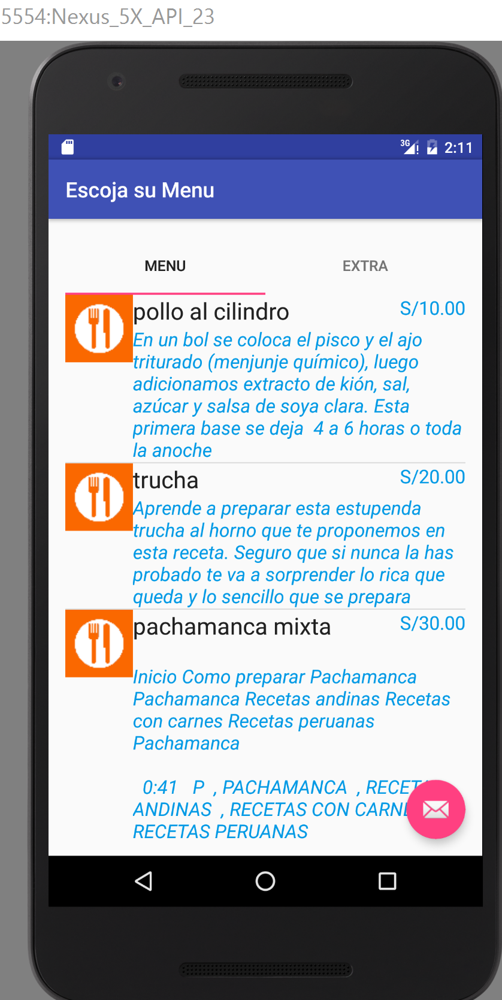 5554:Nexus_5X_API_23
3G 2:11
Escoja su Menu
MENU EXTRA
pollo al cilindro S/10.00
En un bol se coloca el pisco y el ajo
triturado (menjunje químico), luego
adicionamos extracto de kión, sal,
azúcar y salsa de soya clara. Esta
primera base se deja  4 a 6 horas o toda
la anoche
trucha S/20.00
Aprende a preparar esta estupenda
trucha al horno que te proponemos en
esta receta. Seguro que si nunca la has
probado te va a sorprender lo rica que
queda y lo sencillo que se prepara
pachamanca mixta S/30.00
Inicio Como preparar Pachamanca
Pachamanca Recetas andinas Recetas
con carnes Recetas peruanas
Pachamanca
0:41   P  , PACHAMANCA  ,
ANDINAS  , RECETAS CON
RECETAS PERUANAS